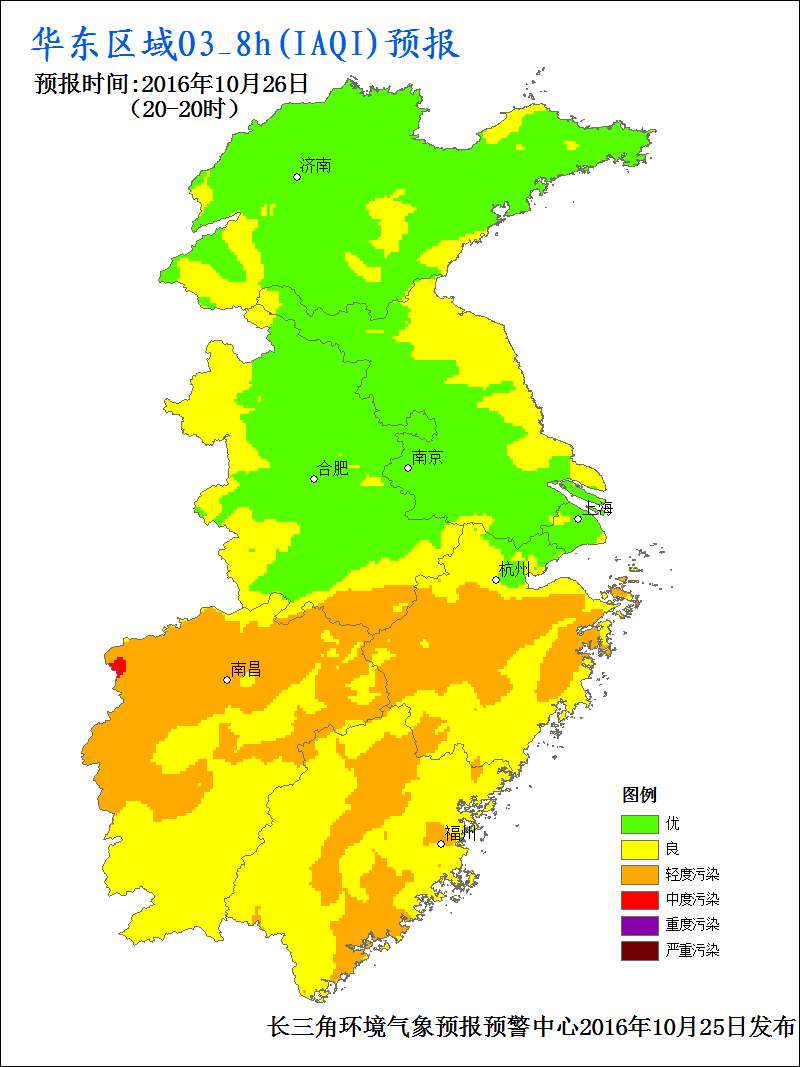 华东区域O3_8h(IAQI)预报
预报时间:2016年10月26日
(20-20时)
济南
合肥
南京
上海
杭州
南昌
福州
图例
优
良
轻度污染
中度污染
重度污染
严重污染
长三角环境气象预报预警中心2016年10月25日发布